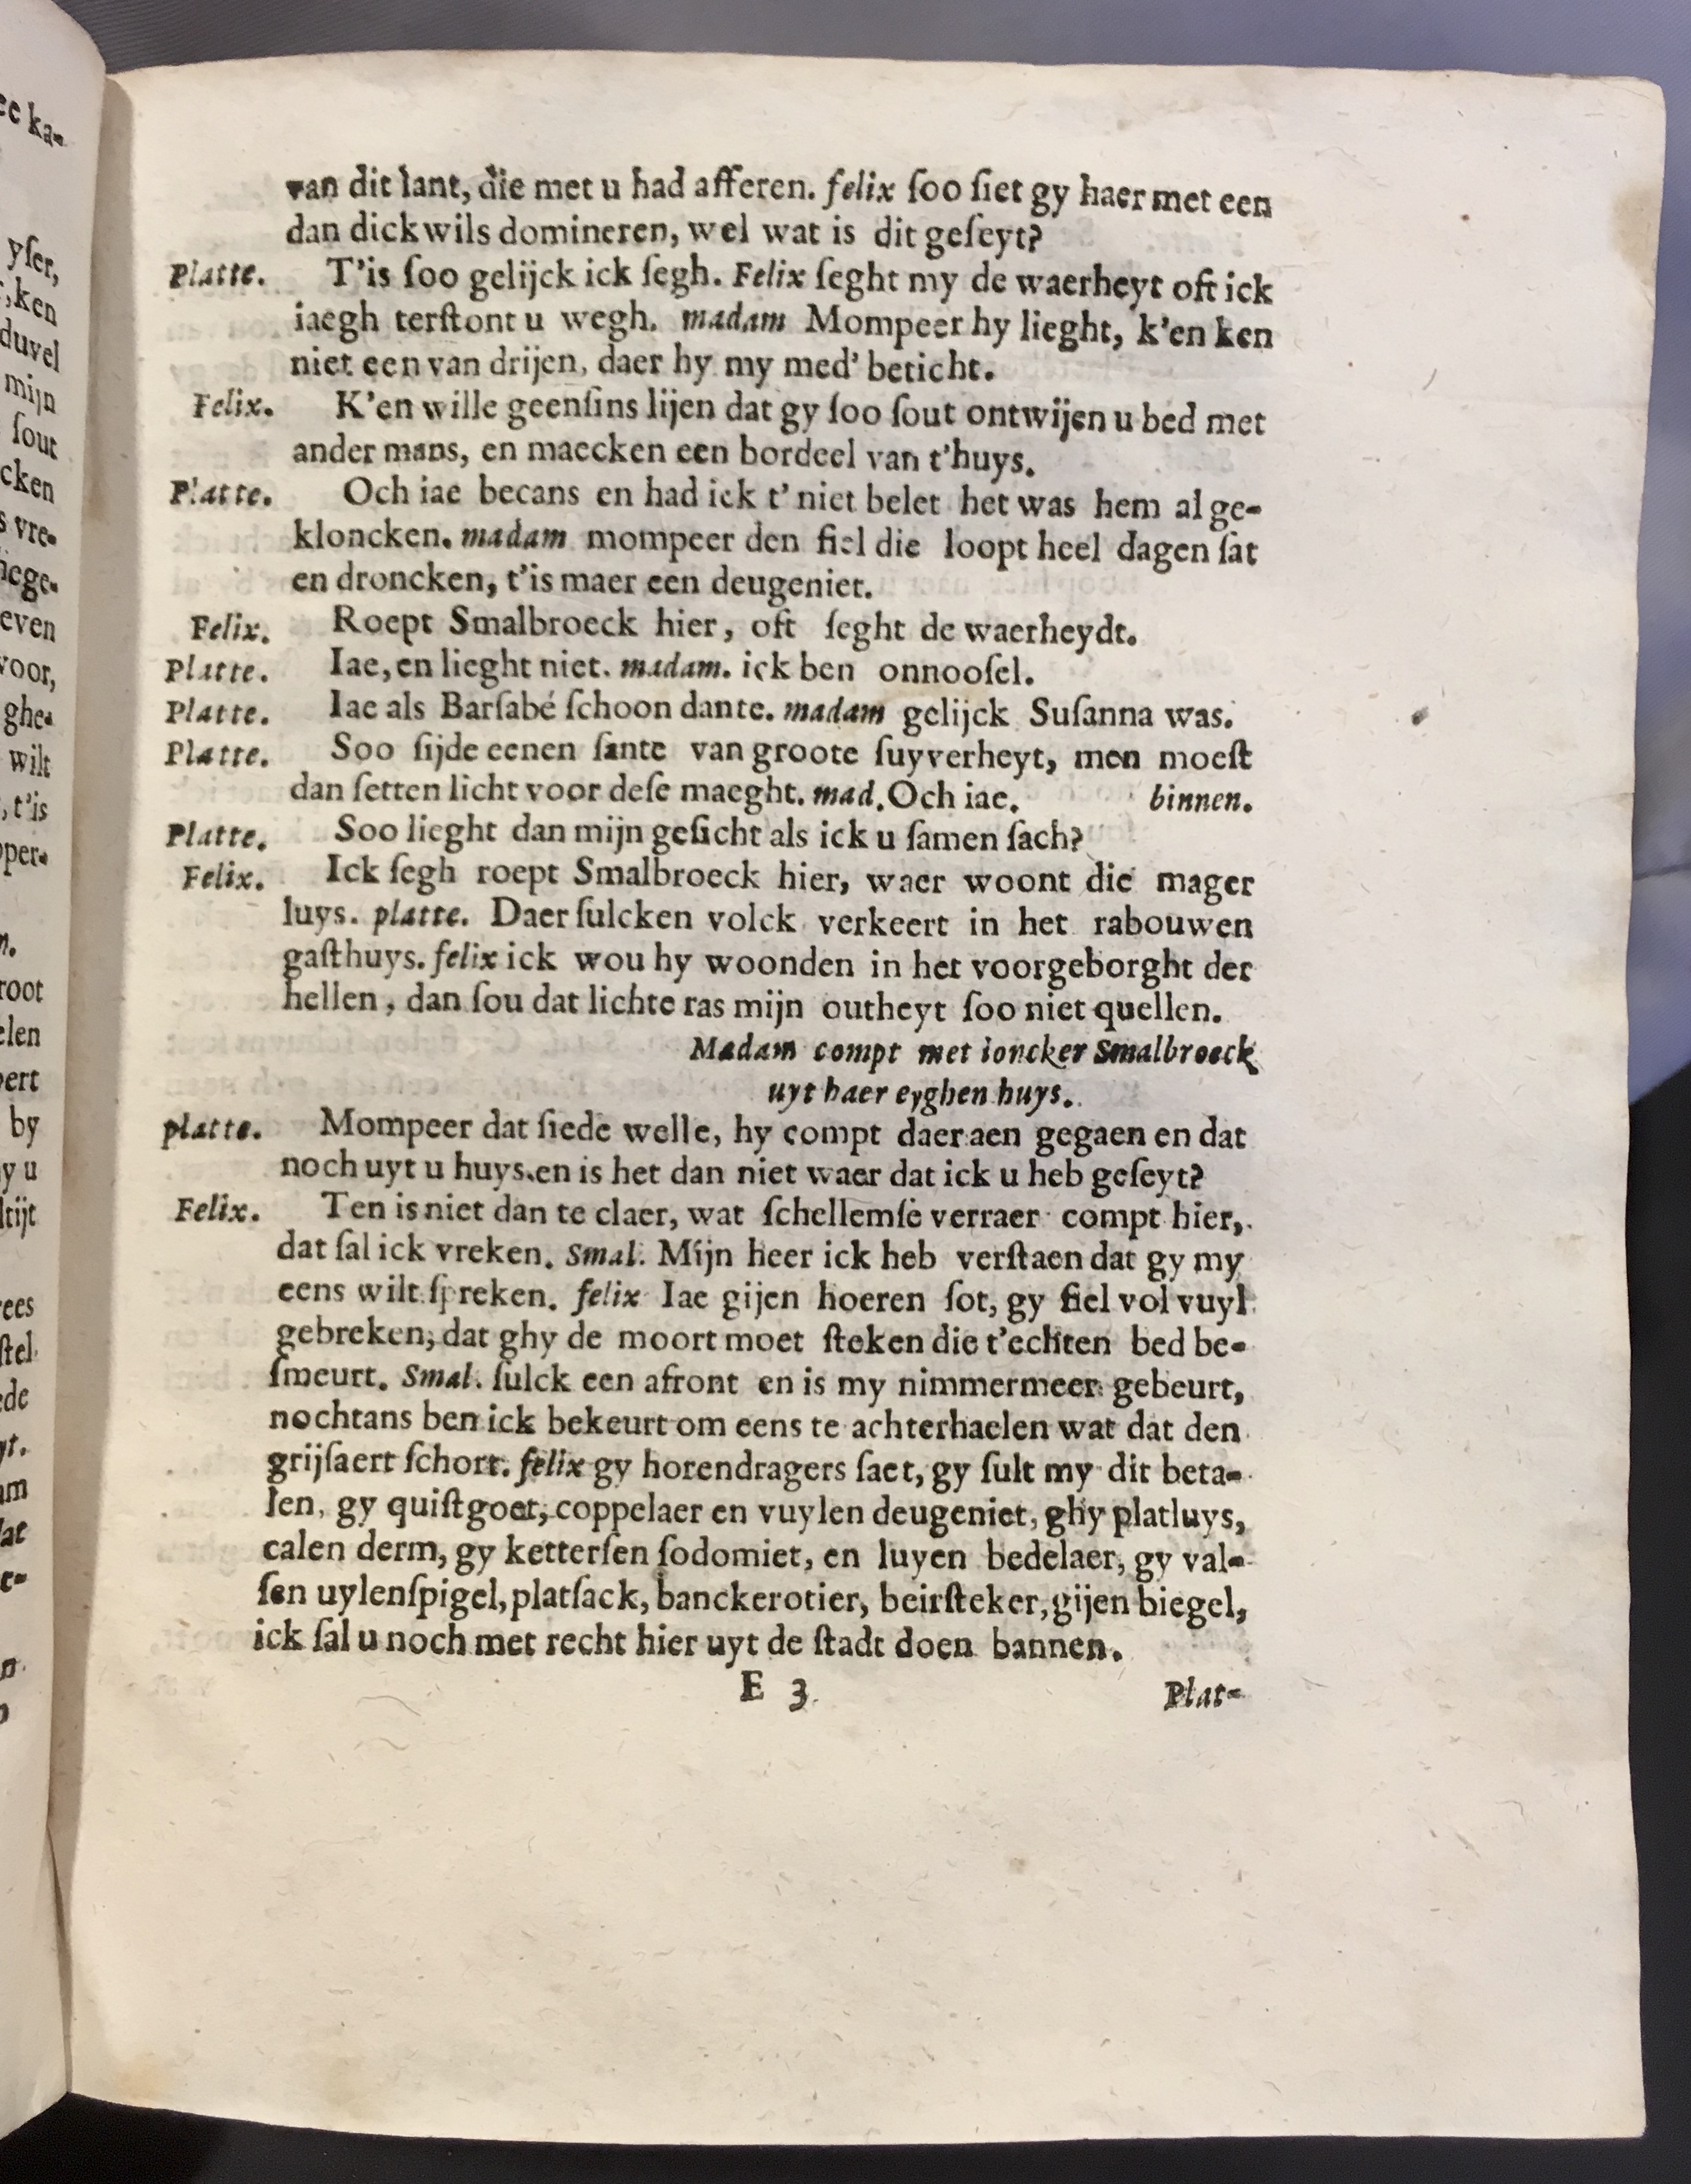 van dit lant, die met u had afferen. felix ſoo ſiet gy haer met een
dan dickwils domineren, wel wat is dit geſeyt?
Platte. T'is ſoo gelijck ick ſegh. Felix ſeght my de waerheyt oft ick
iaegh terſtont u wegh. madam Mompeer hy lieght, k'en ken
niet een van drijen, daer hy my med' beticht.
Felix. K'en wille geenſins lijen dat gy ſoo ſout ontwijen u bed met
ander mans, en maecken een bordeel van t'huys.
Platte. Och iae becans en had ick t' niet belet het was hem al ge-
kloncken. madam mompeer den fiel die loopt heel dagen ſat
en droncken, t'is maer een deugeniet.
Felix. Roept Smalbroeck hier, oft ſeght de waerheydt.
Platte. Iae, en lieght niet. madam. ick ben onnooſel.
Platte. Iae als Barſabé ſchoon dante. madam gelijck Suſanna was.
Platte. Soo ſijde eenen ſante van groote ſuyverheyt, men moeſt
dan ſetten licht voor deſe maeght. mad. Och iae. binnen.
Platte. Soo lieght dan mijn geſicht als ick u ſamen ſach?
Felix. Ick ſegh roept Smalbroeck hier, waer woont die mager
luys. platte. Daer ſulcken volck verkeert in het rabouwen
gaſthuys. felix ick wou hy woonden in het voorgeborght der
hellen, dan ſou dat lichte ras mijn outheyt ſoo niet quellen.
Madam compt met ioncker Smalbroeck
uyt haer eyghen huys.
platte. Mompeer dat ſiede welle, hy compt daer aen gegaen en dat
noch uyt u huys. en is het dan niet waer dat ick u heb geſeyt?
Felix. Ten is niet dan te claer, wat ſchellemſe verraer compt hier,
dat ſal ick vreken. Smal. Mijn heer ick heb verſtaen dat gy my
eens wilt ſpreken. felix Iae gijen hoeren ſot, gy fiel vol vuyl
gebreken, dat ghy de moort moet ſteken die t'echten bed be-
ſmeurt. Smal. ſulck een afront en is my nimmermeer gebeurt,
nochtans ben ick bekeurt om eens te achterhaelen wat dat den
grijſaert ſchort. felix gy horendragers ſaet, gy ſult my dit beta-
len, gy quiſtgoet, coppelaer en vuylen deugeniet, ghy platluys,
calen derm, gy ketterſen ſodomiet, en luyen bedelaer, gy val-
ſen uylenſpigel, platſack, banckerotier, beirſteker, gijen biegel,
ick ſal u noch met recht hier uyt de ſtadt doen bannen.
E 3 Plat-